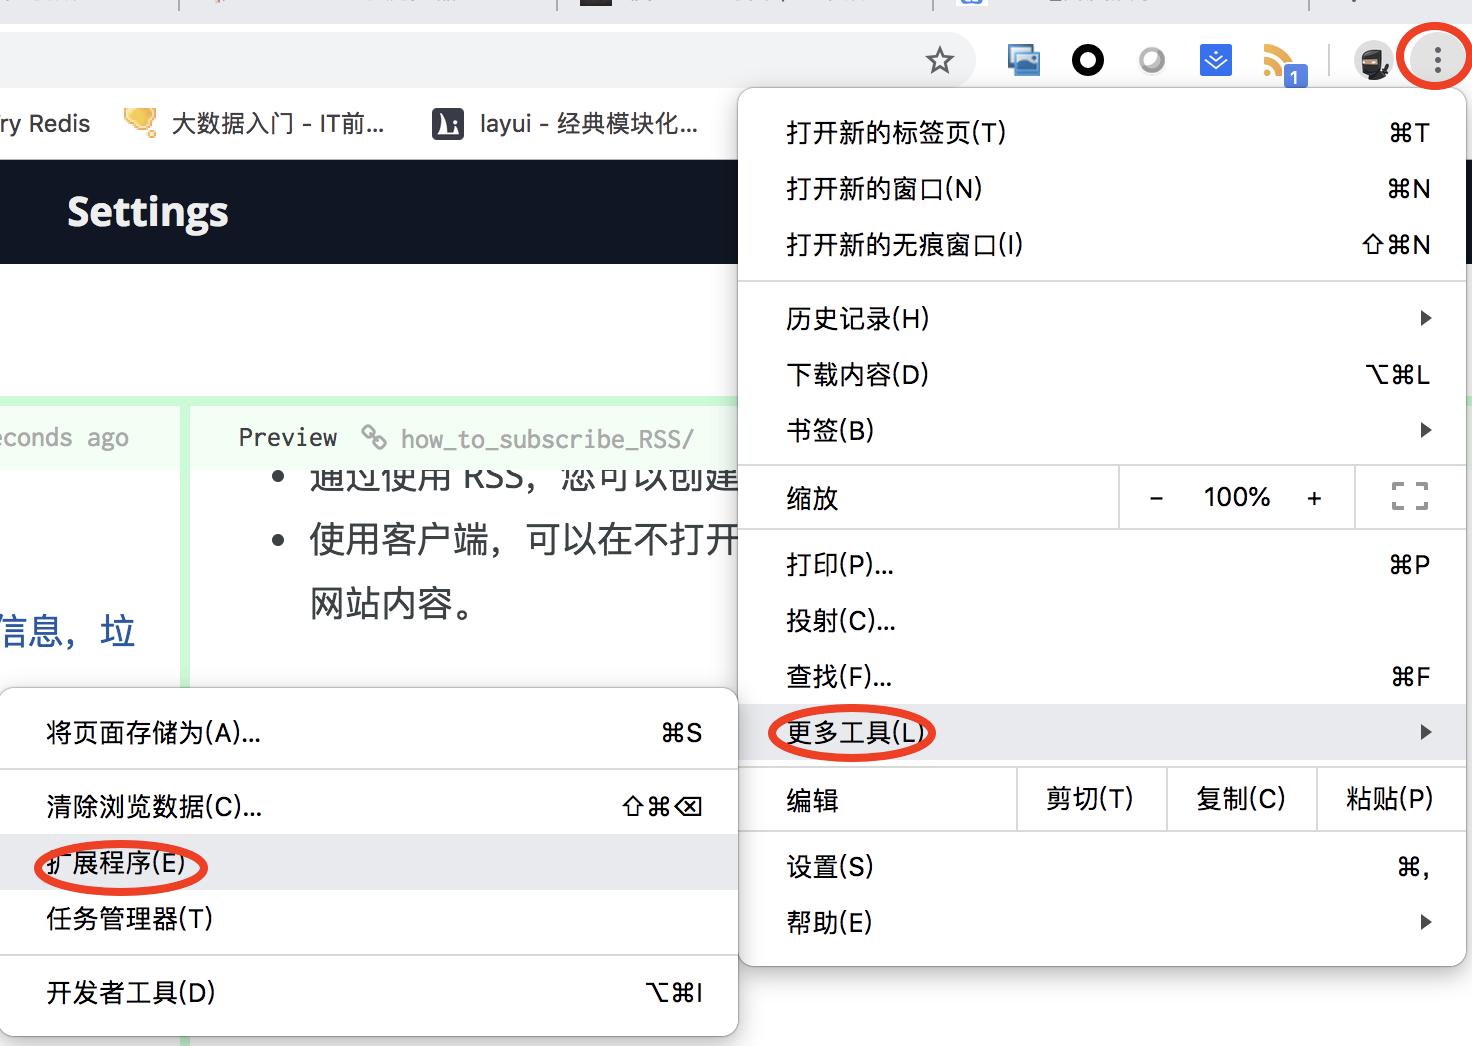 1
ry Redis
大数据入门 - IT前...
layui - 经典模块化...
Settings
econds ago
Preview
how_to_subscribe_RSS/
通过使用 RSS，您可以创建
使用客户端，可以在不打开
网站内容。
信息，垃
打开新的标签页(T) ⌘T
打开新的窗口(N) ⌘N
打开新的无痕窗口(I) ⇧⌘N
历史记录(H)
下载内容(D) ⌥⌘L
书签(B)
缩放 − 100% +
打印(P)... ⌘P
投射(C)...
查找(F)... ⌘F
更多工具(L)
编辑 剪切(T) 复制(C) 粘贴(P)
设置(S) ⌘,
帮助(E)
将页面存储为(A)... ⌘S
清除浏览数据(C)... ⇧⌘⌫
扩展程序(E)
任务管理器(T)
开发者工具(D) ⌥⌘I